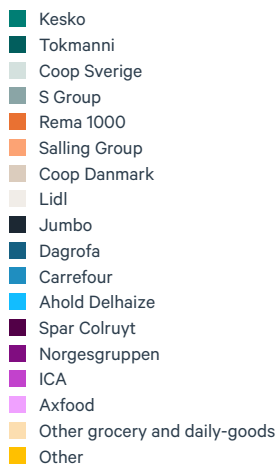 Kesko
Tokmanni
Coop Sverige
S Group
Rema 1000
Salling Group
Coop Danmark
Lidl
Jumbo
Dagrofa
Carrefour
Ahold Delhaize
Spar Colruyt
Norgesgruppen
ICA
Axfood
Other grocery and daily-goods
Other